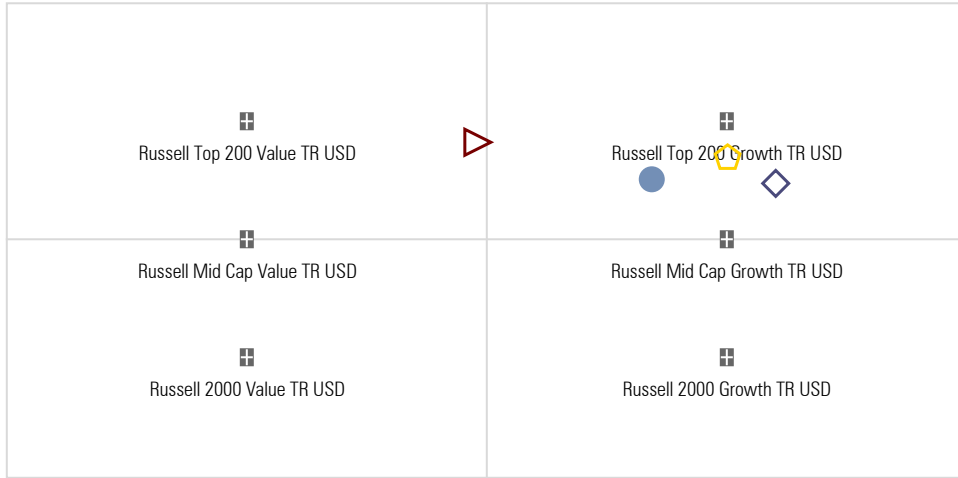 Russell Top 200 Value TR USD
Russell Top 200 Growth TR USD
Russell Mid Cap Value TR USD
Russell Mid Cap Growth TR USD
Russell 2000 Value TR USD
Russell 2000 Growth TR USD